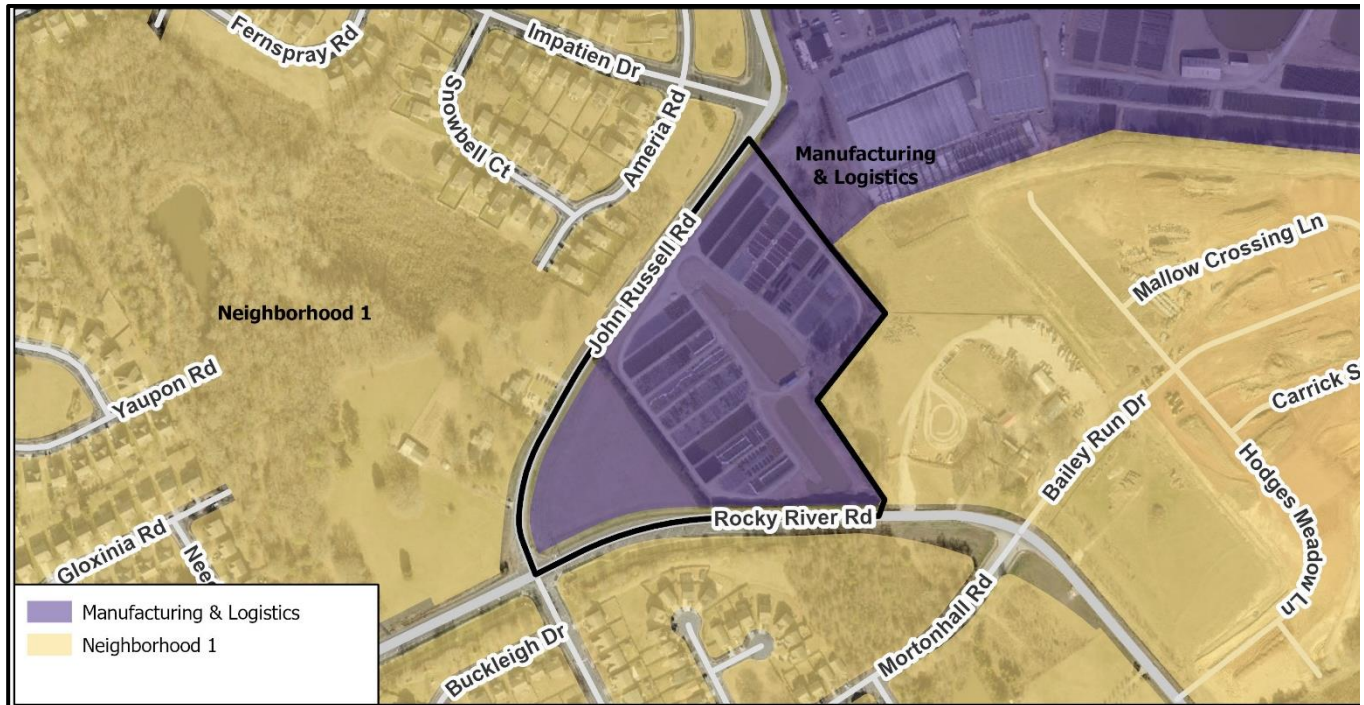 Fernspray Rd
Impatien Dr
Snowbell Ct
Ameria Rd
Manufacturing
& Logistics
John Russell Rd
Neighborhood 1
Mallow Crossing Ln
Yaupon Rd
Carrick S
Bailey Run Dr
Hodges Meadow Ln
Rocky River Rd
Gloxinia Rd
Nee
Mortonhall Rd
Buckleigh Dr
Manufacturing & Logistics
Neighborhood 1